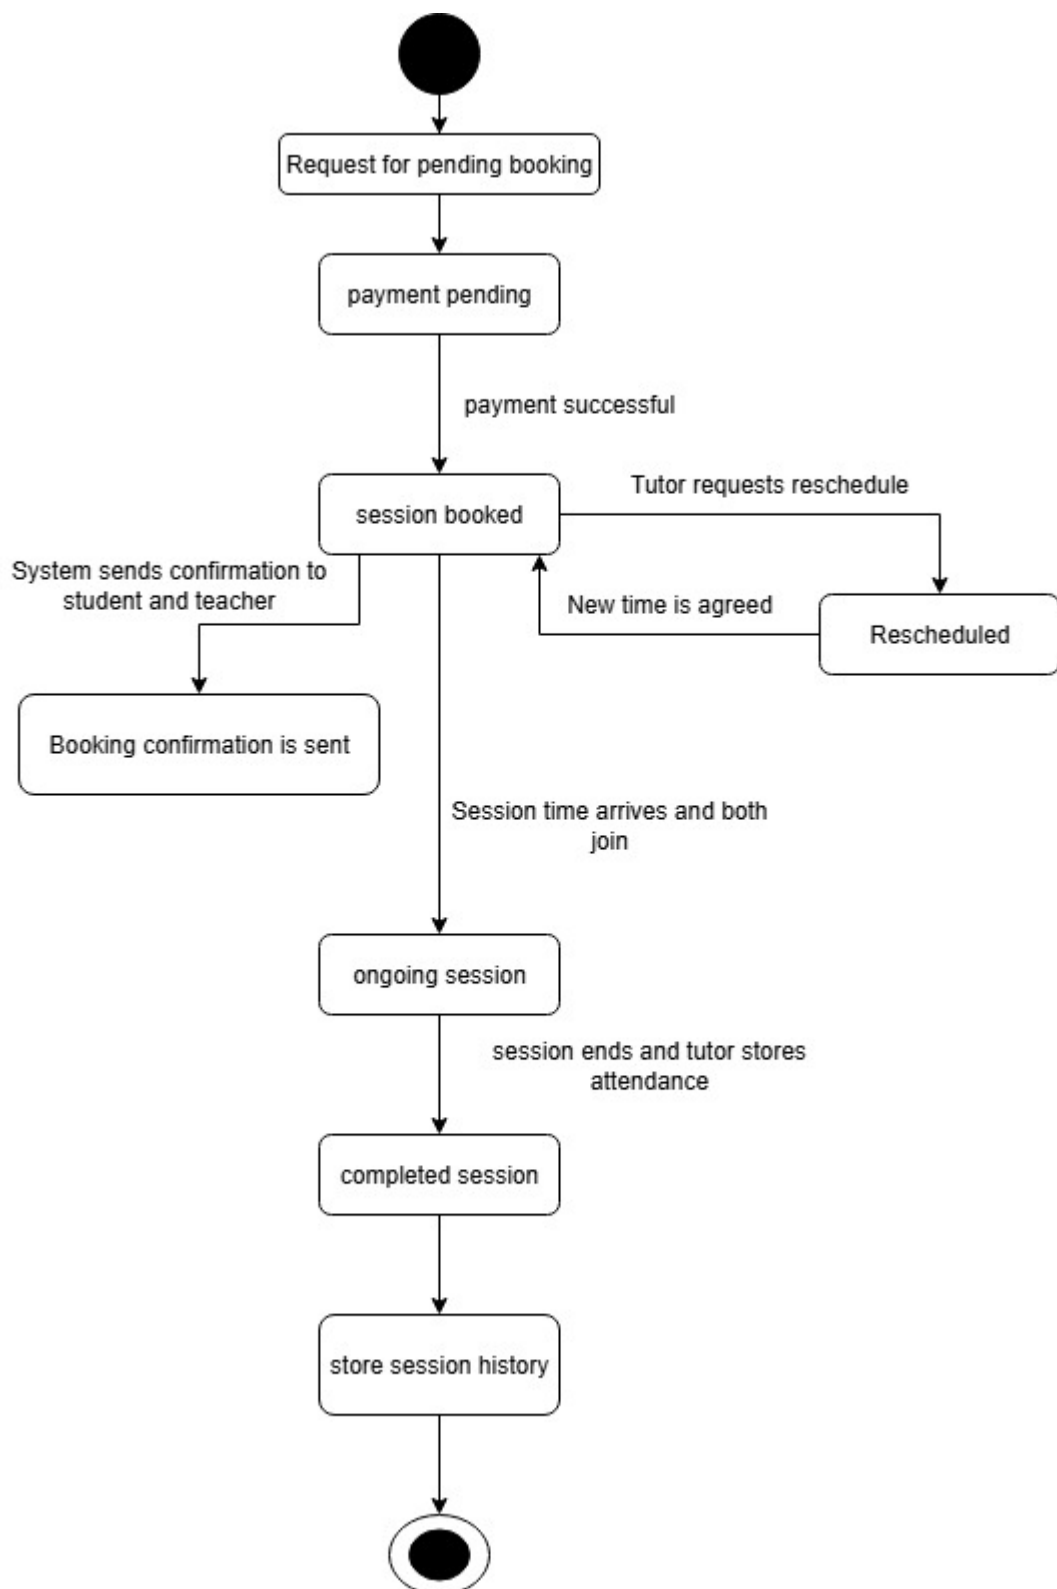 Request for pending booking
payment pending
payment successful
session booked
Tutor requests reschedule
System sends confirmation to
student and teacher
New time is agreed
Rescheduled
Booking confirmation is sent
Session time arrives and both
join
ongoing session
session ends and tutor stores
attendance
completed session
store session history